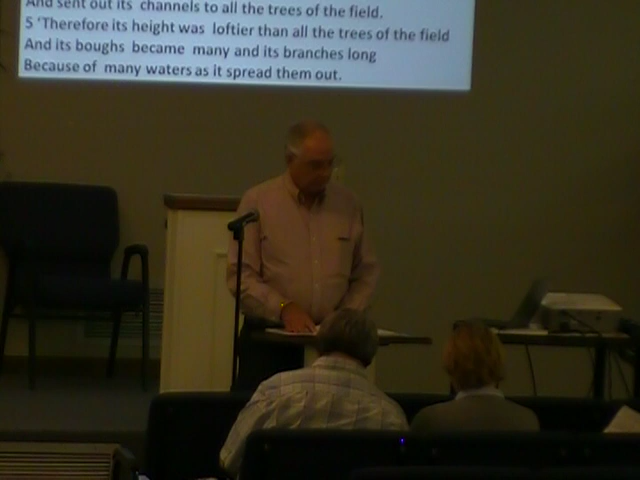 And sent out its channels to all the trees of the field.
5 'Therefore its height was loftier than all the trees of the field
And its boughs became many and its branches long
Because of many waters as it spread them out.